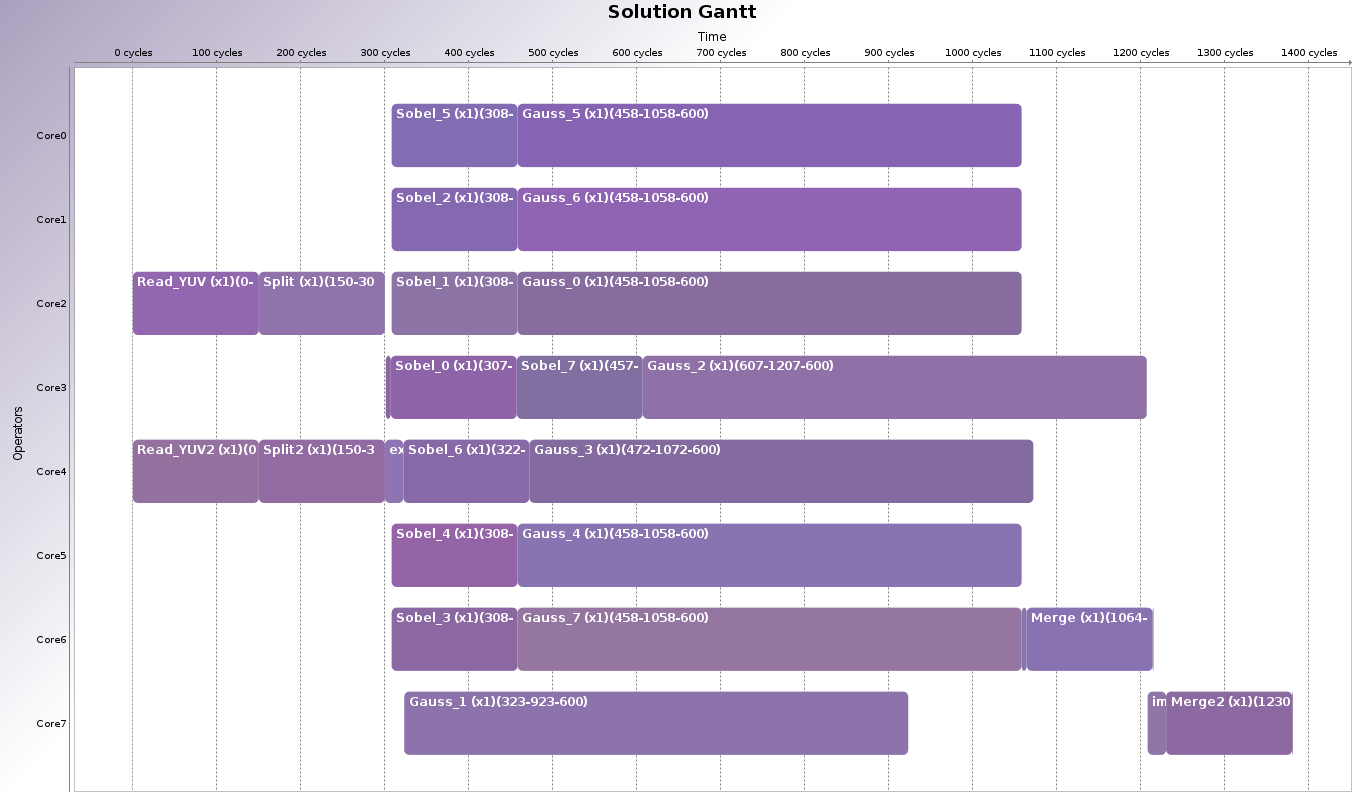 Solution Gantt
Time
0 cycles 100 cycles 200 cycles 300 cycles 400 cycles 500 cycles 600 cycles 700 cycles 800 cycles 900 cycles 1000 cycles 1100 cycles 1200 cycles 1300 cycles 1400 cycles
Operators
Core0
Sobel_5 (x1)(308- Gauss_5 (x1)(458-1058-600)
Core1
Sobel_2 (x1)(308- Gauss_6 (x1)(458-1058-600)
Core2
Read_YUV (x1)(0- Split (x1)(150-30 Sobel_1 (x1)(308- Gauss_0 (x1)(458-1058-600)
Core3
Sobel_0 (x1)(307- Sobel_7 (x1)(457- Gauss_2 (x1)(607-1207-600)
Core4
Read_YUV2 (x1)(0 Split2 (x1)(150-3 ex Sobel_6 (x1)(322- Gauss_3 (x1)(472-1072-600)
Core5
Sobel_4 (x1)(308- Gauss_4 (x1)(458-1058-600)
Core6
Sobel_3 (x1)(308- Gauss_7 (x1)(458-1058-600) Merge (x1)(1064-
Core7
Gauss_1 (x1)(323-923-600) im Merge2 (x1)(1230